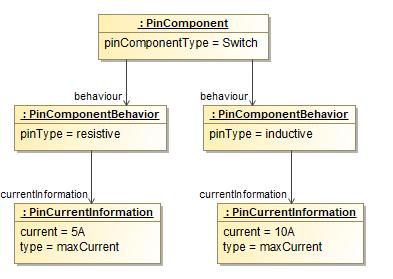 : PinComponent
pinComponentType = Switch
behaviour
behaviour
: PinComponentBehavior
pinType = resistive
: PinComponentBehavior
pinType = inductive
currentInformation
currentInformation
: PinCurrentInformation
current = 5A
type = maxCurrent
: PinCurrentInformation
current = 10A
type = maxCurrent